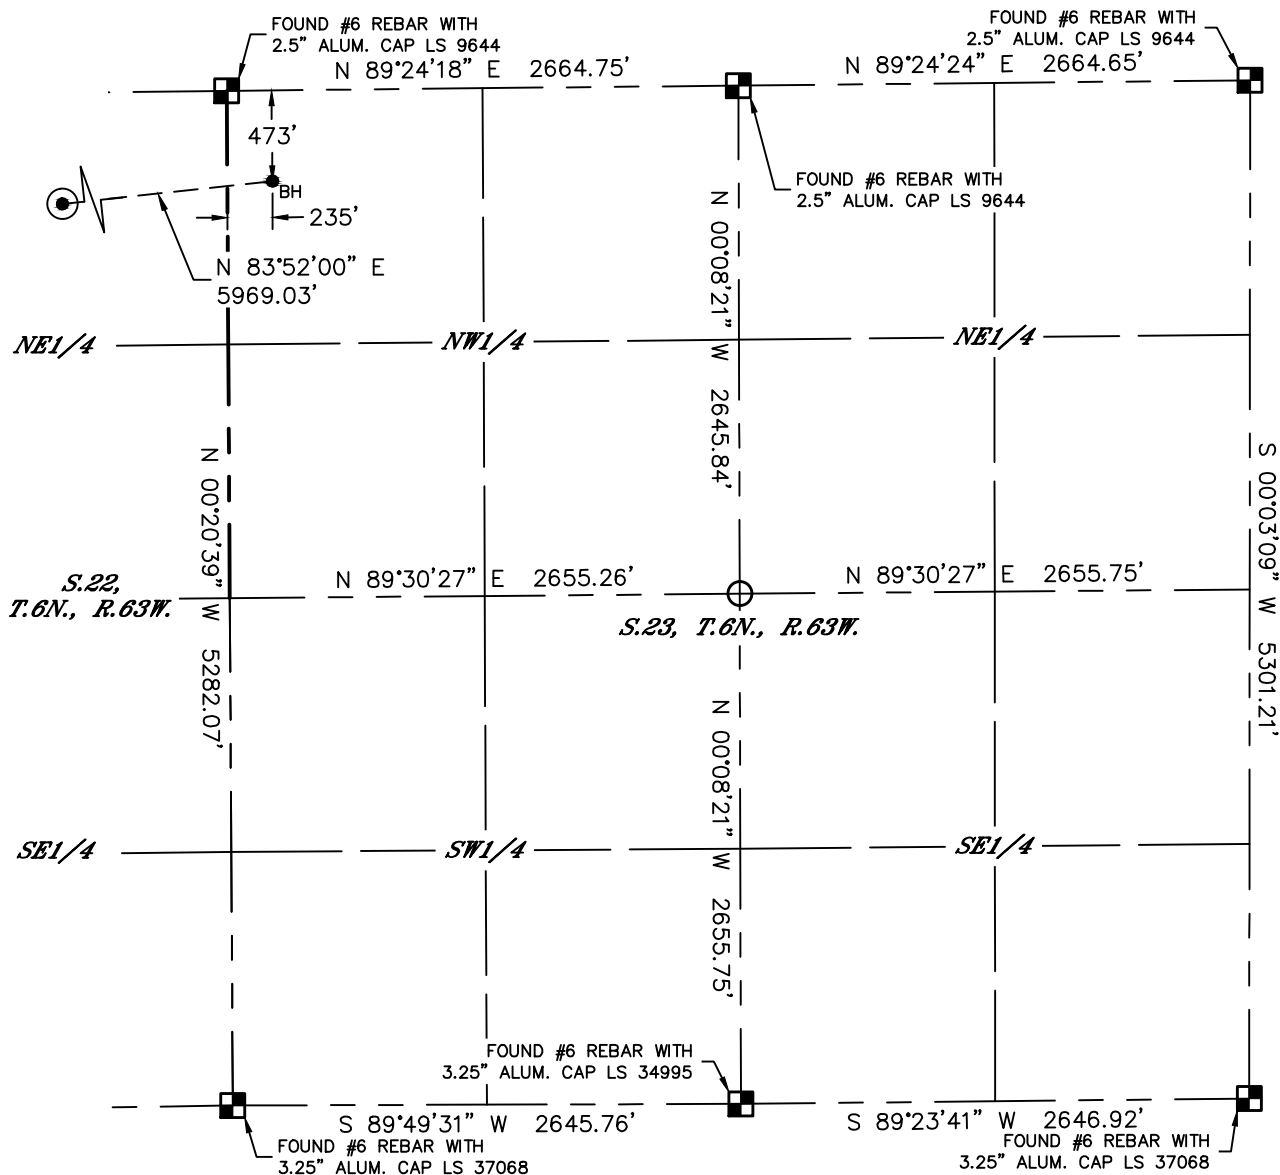 FOUND #6 REBAR WITH
2.5" ALUM. CAP LS 9644
FOUND #6 REBAR WITH
2.5" ALUM. CAP LS 9644
N 89°24'18" E 2664.75'
N 89°24'24" E 2664.65'
473'
BH
235'
FOUND #6 REBAR WITH
2.5" ALUM. CAP LS 9644
N 83°52'00" E
5969.03'
N 00°08'21" W 2645.84'
NE1/4
NW1/4
NE1/4
N 00°20'39" W 5282.07'
S 00°03'09" W 5301.21'
S.22,
T.6N., R.63W.
N 89°30'27" E 2655.26'
N 89°30'27" E 2655.75'
S.23, T.6N., R.63W.
N 00°08'21" W 2655.75'
SE1/4
SW1/4
SE1/4
FOUND #6 REBAR WITH
3.25" ALUM. CAP LS 34995
S 89°49'31" W 2645.76'
S 89°23'41" W 2646.92'
FOUND #6 REBAR WITH
3.25" ALUM. CAP LS 37068
FOUND #6 REBAR WITH
3.25" ALUM. CAP LS 37068